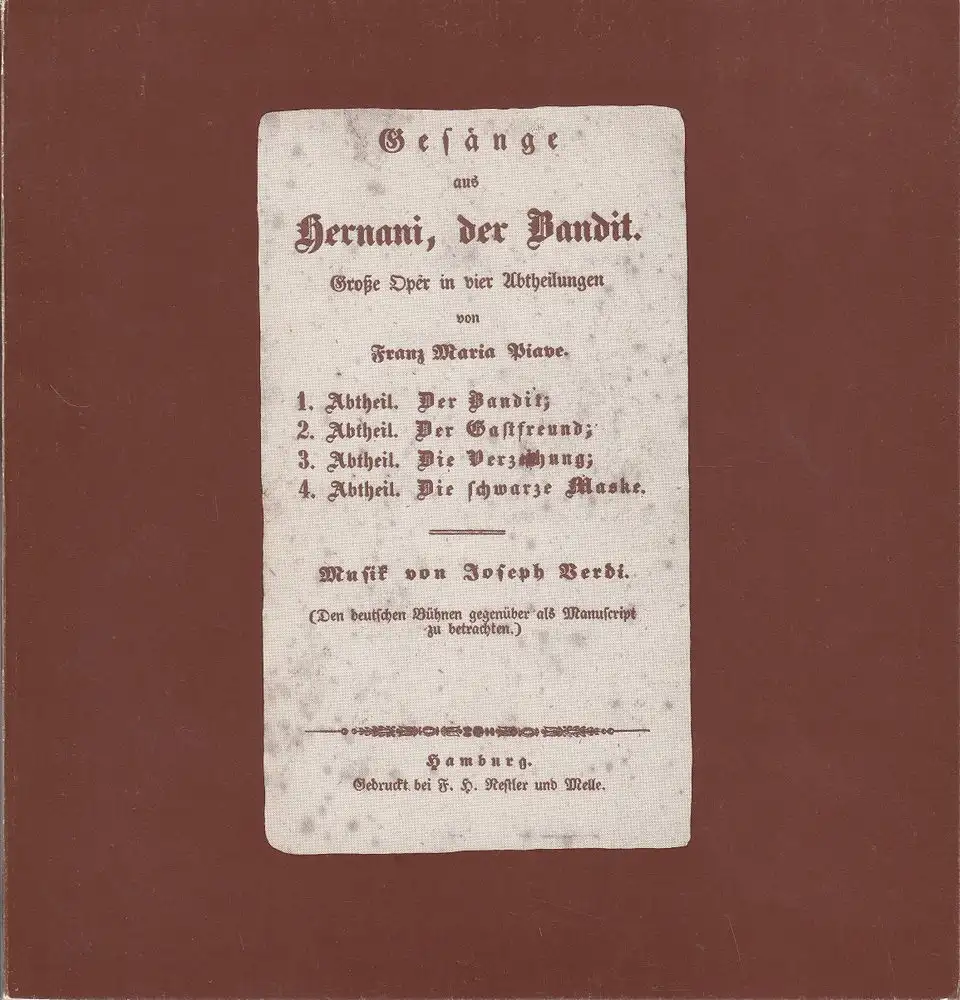 Gesänge
aus
Hernani, der Bandit.
Große Oper in vier Abtheilungen
von
Franz Maria Piave.
1. Abtheil. Der Bandit;
2. Abtheil. Der Gastfreund;
3. Abtheil. Die Verzeihung;
4. Abtheil. Die schwarze Maske.
Musik von Joseph Verdi.
(Den deutschen Bühnen gegenüber als Manuscript
zu betrachten.)
Hamburg.
Gedruckt bei F. H. Nestler und Melle.